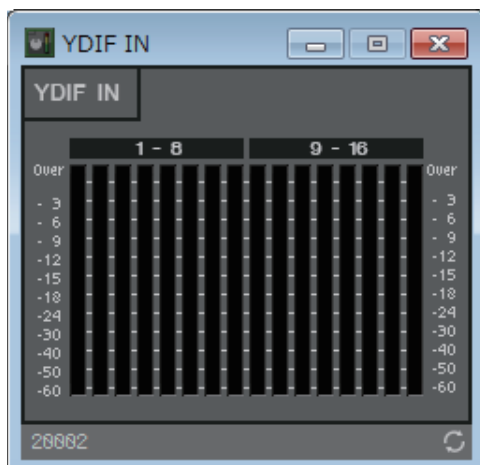 YDIF IN
YDIF IN
1 - 8 9 - 16
Over Over
- 3 - 3
- 6 - 6
- 9 - 9
-12 -12
-15 -15
-18 -18
-24 -24
-30 -30
-40 -40
-50 -50
-60 -60
20002